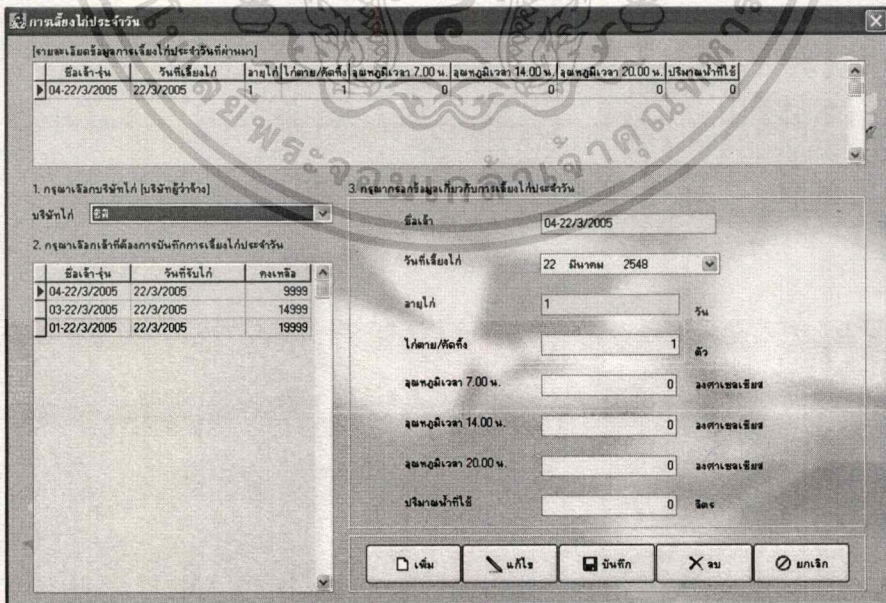 การเลี้ยงไก่ประจำวัน
[รายละเอียดข้อมูลการเลี้ยงไก่ประจำวันที่ผ่านมา]
ชื่อเล้า-รุ่น วันที่เลี้ยงไก่ อายุไก่ ไก่ตาย/คัดทิ้ง อุณหภูมิเวลา 7.00 น. อุณหภูมิเวลา 14.00 น. อุณหภูมิเวลา 20.00 น. ปริมาณน้ำที่ใช้
04-22/3/2005 22/3/2005 1 1 0 0 0 0
พระจอมเกล้าเจ้าคุณทหาร
1. กรุณาเลือกบริษัทไก่ [บริษัทผู้ว่าจ้าง]
บริษัทไก่ ซีพี
2. กรุณาเลือกเล้าที่ต้องการบันทึกการเลี้ยงไก่ประจำวัน
ชื่อเล้า-รุ่น วันที่รับไก่ คงเหลือ
04-22/3/2005 22/3/2005 9999
03-22/3/2005 22/3/2005 14999
01-22/3/2005 22/3/2005 19999
3. กรุณากรอกข้อมูลเกี่ยวกับการเลี้ยงไก่ประจำวัน
ชื่อเล้า 04-22/3/2005
วันที่เลี้ยงไก่ 22 มีนาคม 2548
อายุไก่ 1 วัน
ไก่ตาย/คัดทิ้ง 1 ตัว
อุณหภูมิเวลา 7.00 น. 0 องศาเซลเซียส
อุณหภูมิเวลา 14.00 น. 0 องศาเซลเซียส
อุณหภูมิเวลา 20.00 น. 0 องศาเซลเซียส
ปริมาณน้ำที่ใช้ 0 ลิตร
เพิ่ม แก้ไข บันทึก ลบ ยกเลิก